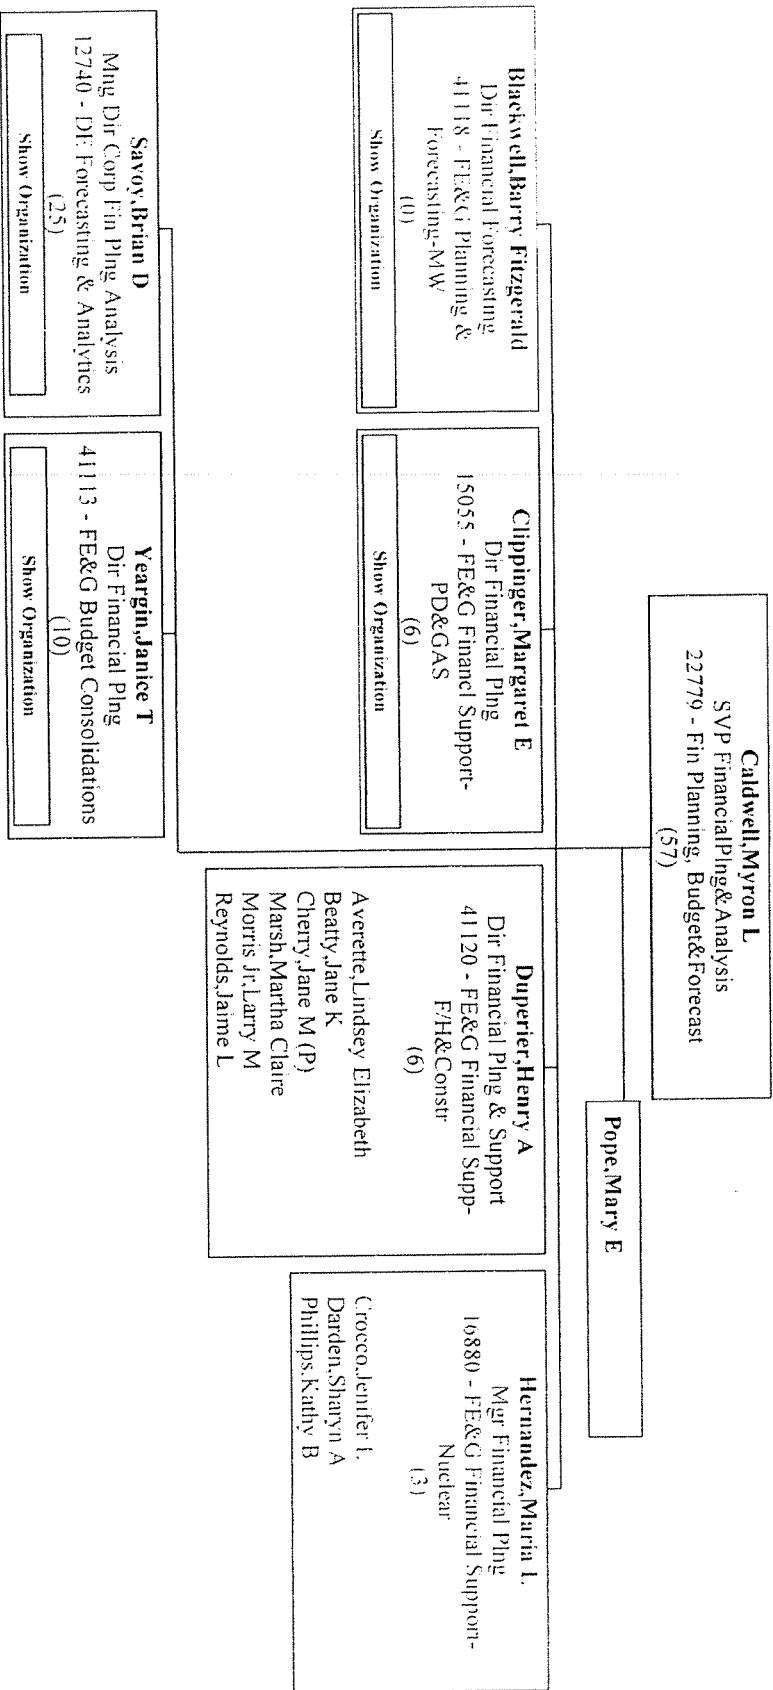 Caldwell,Myron L
SVP FinancialPlng&Analysis
22779 - Fin Planning, Budget&Forecast
(57)
Pope,Mary E
Blackwell,Barry Fitzgerald
Dir Financial Forecasting
41118 - FE&G Planning &
Forecasting-MW
(0)
Show Organization
Clippinger,Margaret E
Dir Financial Plng
15055 - FE&G Financl Support-
PD&GAS
(6)
Show Organization
Duperier,Henry A
Dir Financial Plng & Support
41120 - FE&G Financial Supp-
F/H&Constr
(6)
Averette,Lindsey Elizabeth
Beatty,Jane K
Cherry,Jane M (P)
Marsh,Martha Claire
Morris Jr,Larry M
Reynolds,Jaime L
Hernandez,Maria L
Mgr Financial Plng
16880 - FE&G Financial Support-
Nuclear
(3)
Crocco,Jenifer L
Darden,Sharyn A
Phillips,Kathy B
Savoy,Brian D
Mng Dir Corp Fin Plng Analysis
12740 - DE Forecasting & Analytics
(25)
Show Organization
Yeargin,Janice T
Dir Financial Plng
41113 - FE&G Budget Consolidations
(10)
Show Organization